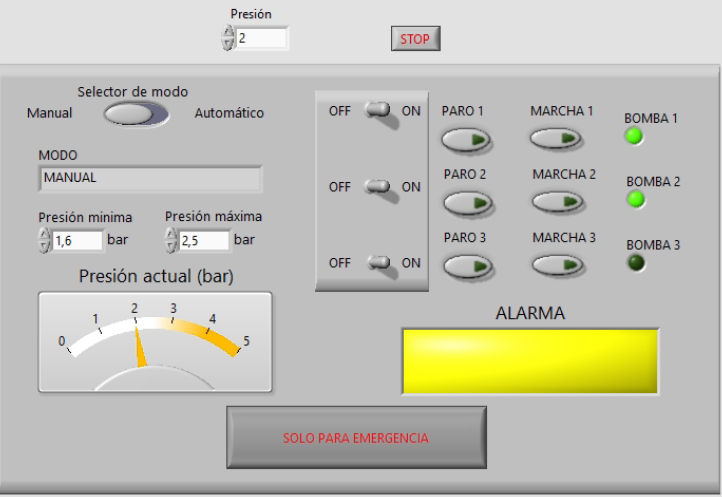 Presión
2
STOP
Selector de modo
Manual
Automático
MODO
MANUAL
Presión minima
Presión máxima
1,6
bar
2,5
bar
Presión actual (bar)
0
1
2
3
4
5
OFF
ON
OFF
ON
OFF
ON
PARO 1
MARCHA 1
BOMBA 1
PARO 2
MARCHA 2
BOMBA 2
PARO 3
MARCHA 3
BOMBA 3
ALARMA
SOLO PARA EMERGENCIA